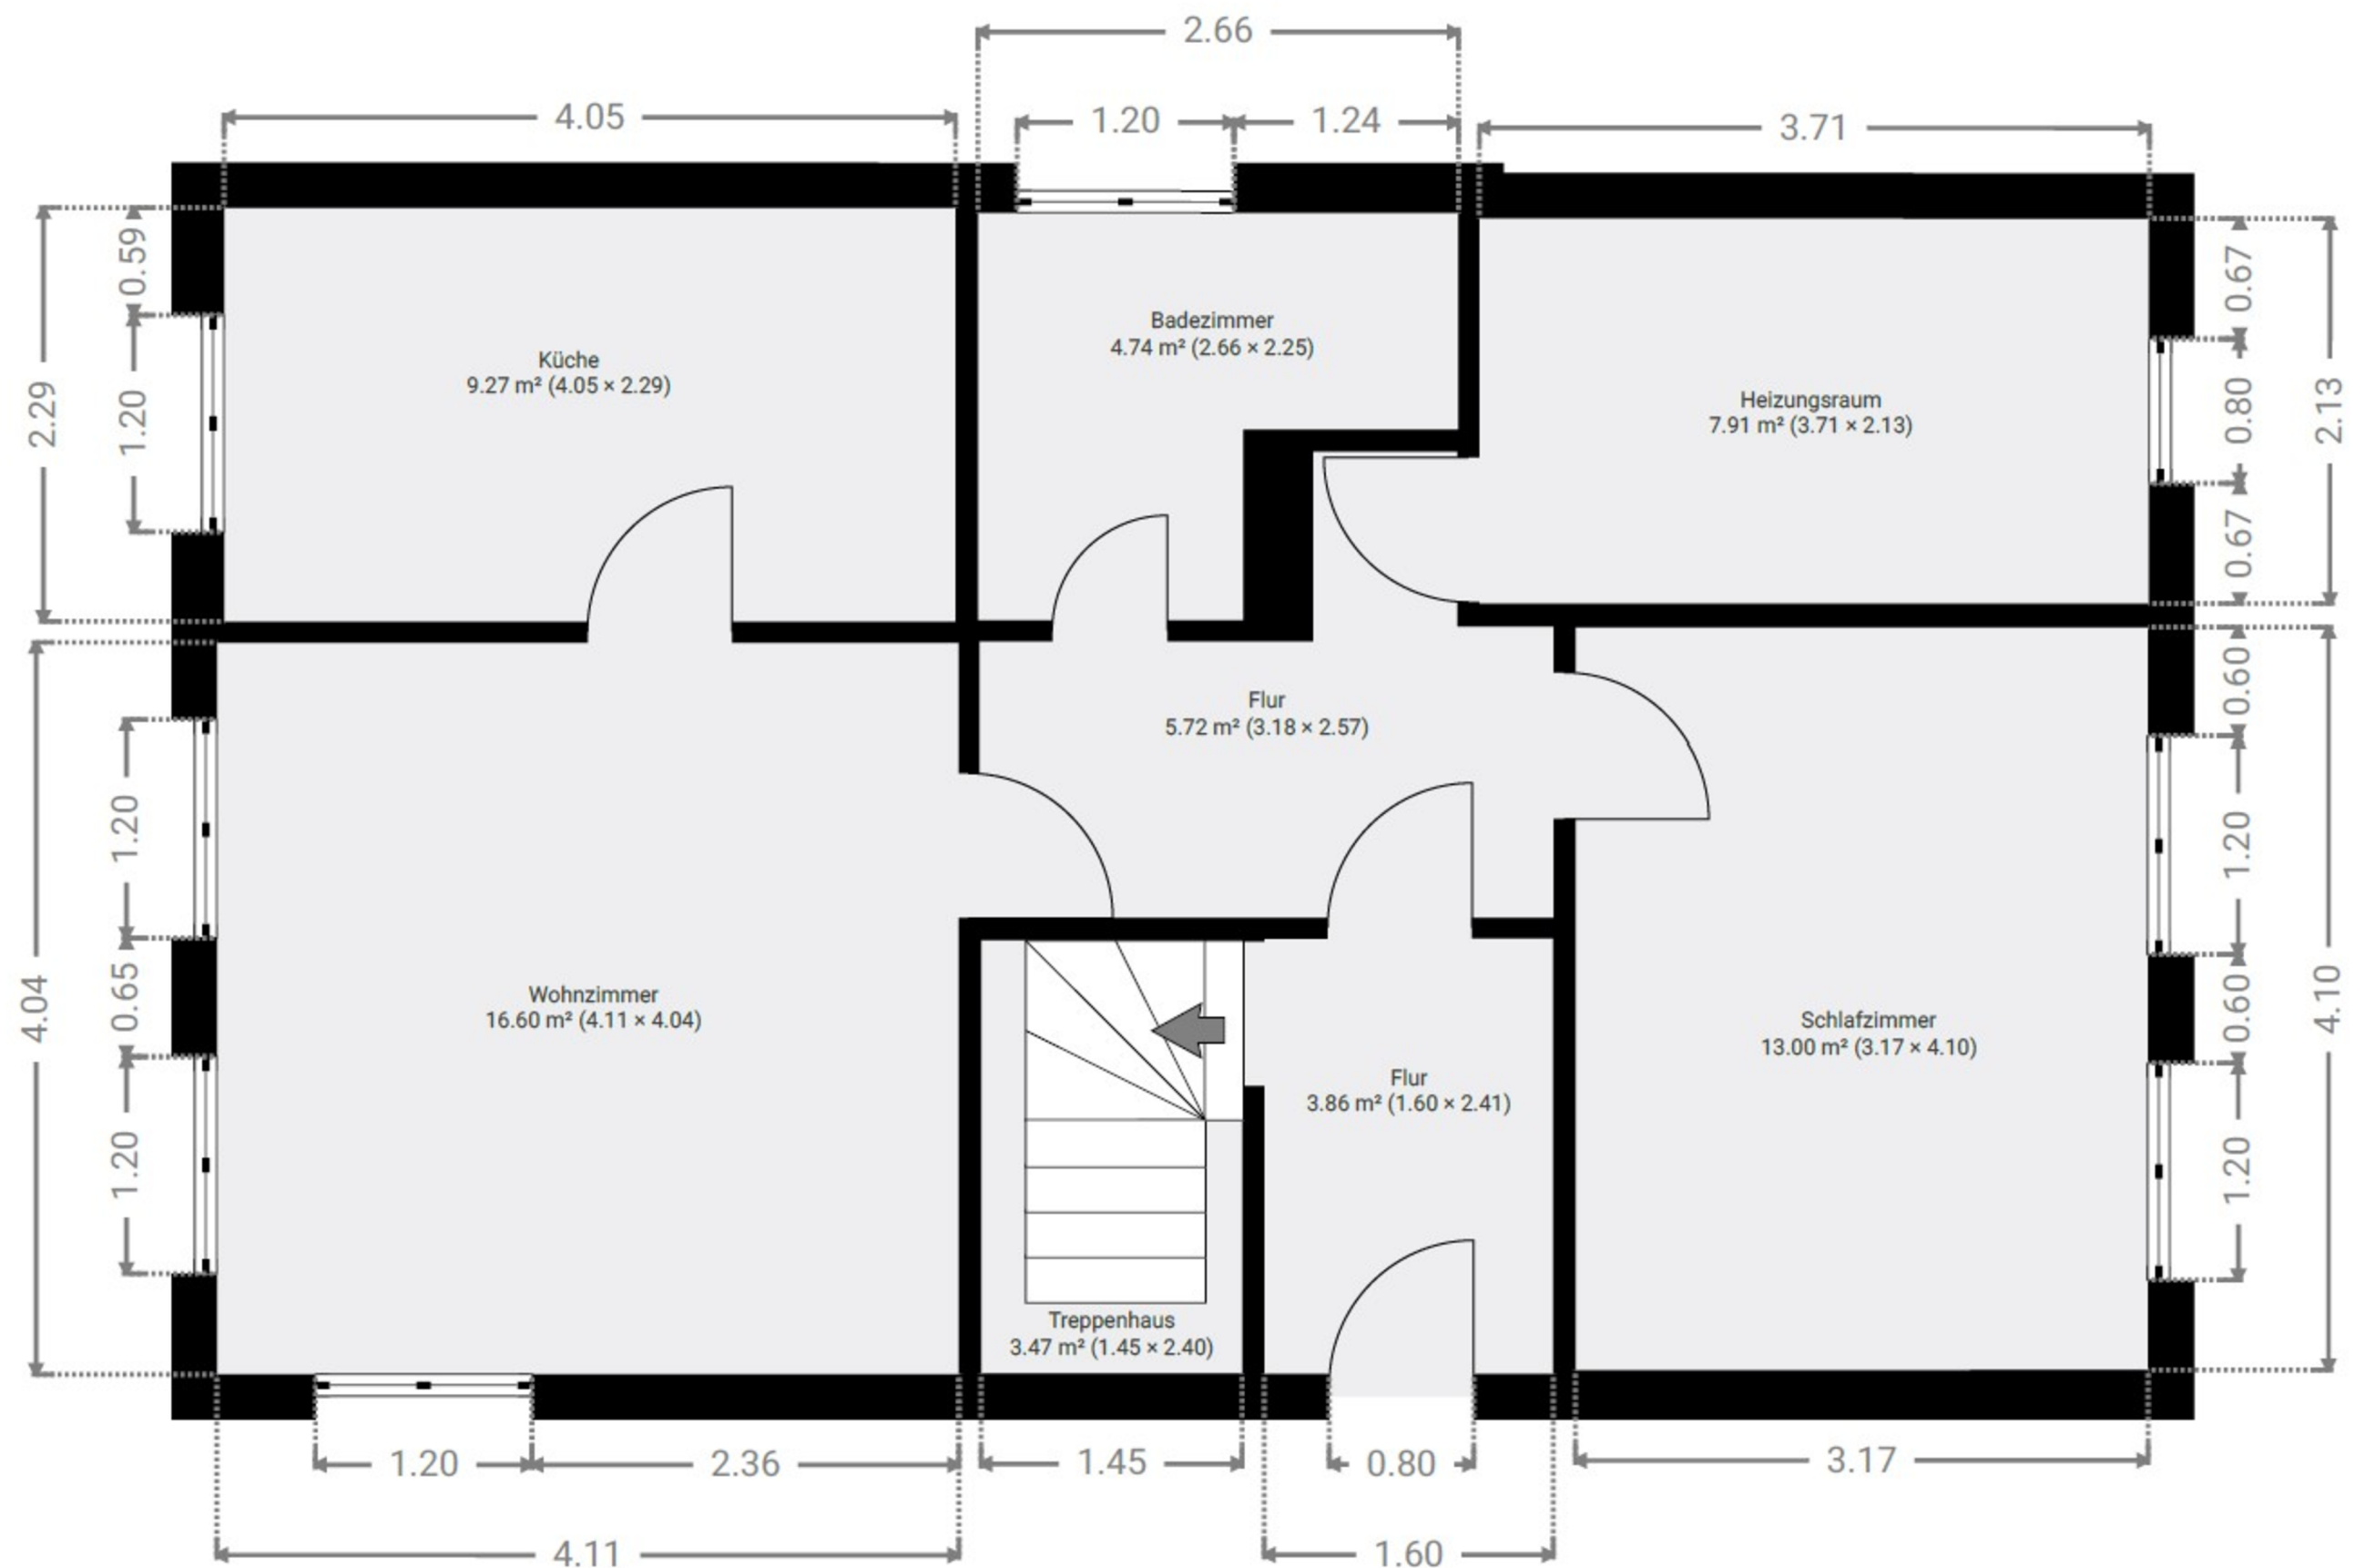 2.66
4.05
1.20
1.24
3.71
0.59
1.20
2.29
Küche
9.27 m² (4.05 × 2.29)
Badezimmer
4.74 m² (2.66 × 2.25)
Heizungsraum
7.91 m² (3.71 × 2.13)
0.67
0.80
0.67
2.13
Flur
5.72 m² (3.18 × 2.57)
1.20
0.65
1.20
4.04
Wohnzimmer
16.60 m² (4.11 × 4.04)
Schlafzimmer
13.00 m² (3.17 × 4.10)
Flur
3.86 m² (1.60 × 2.41)
Treppenhaus
3.47 m² (1.45 × 2.40)
0.60
1.20
0.60
1.20
4.10
1.20
2.36
1.45
0.80
3.17
4.11
1.60